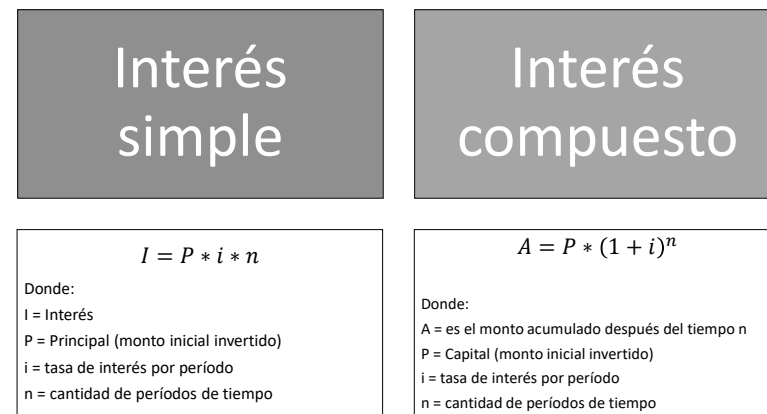 Interés
simple
Interés
compuesto
𝐼 = 𝑃 ∗ 𝑖 ∗ 𝑛
Donde:
I = Interés
P = Principal (monto inicial invertido)
i = tasa de interés por período
n = cantidad de períodos de tiempo
𝐴 = 𝑃 ∗ (1 + 𝑖)ⁿ
Donde:
A = es el monto acumulado después del tiempo n
P = Capital (monto inicial invertido)
i = tasa de interés por período
n = cantidad de períodos de tiempo